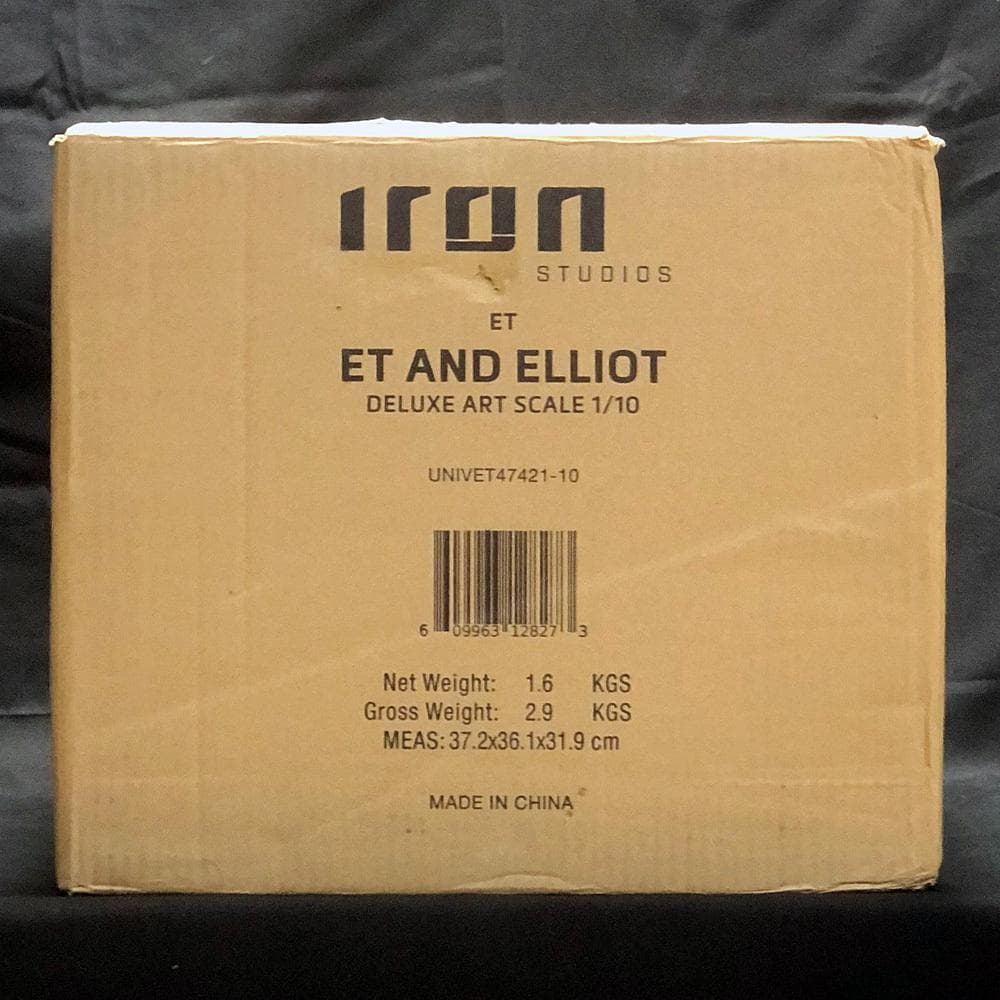 Iron
STUDIOS
ET
ET AND ELLIOT
DELUXE ART SCALE 1/10
UNIVET47421-10
6 09963 12827 3
Net Weight: 1.6 KGS
Gross Weight: 2.9 KGS
MEAS: 37.2x36.1x31.9 cm
MADE IN CHINA